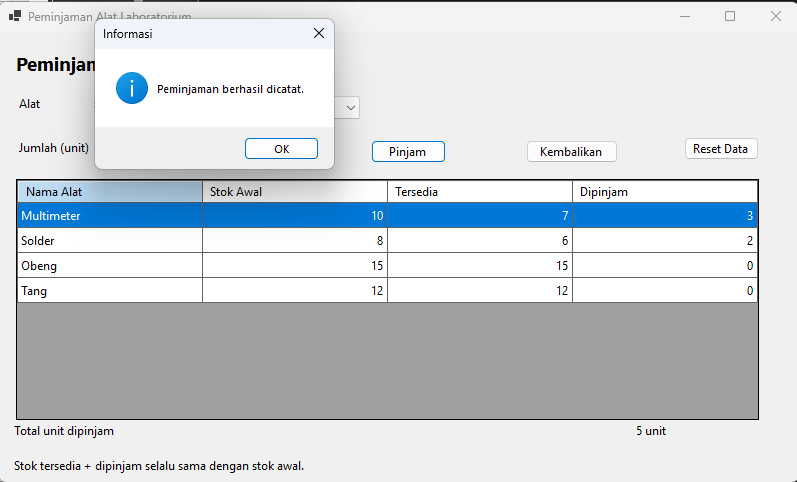 Peminjaman Alat Laboratorium
Informasi
Peminjaman berhasil dicatat.
OK
Peminjam
Alat
Jumlah (unit)
Pinjam
Kembalikan
Reset Data
Nama Alat Stok Awal Tersedia Dipinjam
Multimeter 10 7 3
Solder 8 6 2
Obeng 15 15 0
Tang 12 12 0
Total unit dipinjam 5 unit
Stok tersedia + dipinjam selalu sama dengan stok awal.